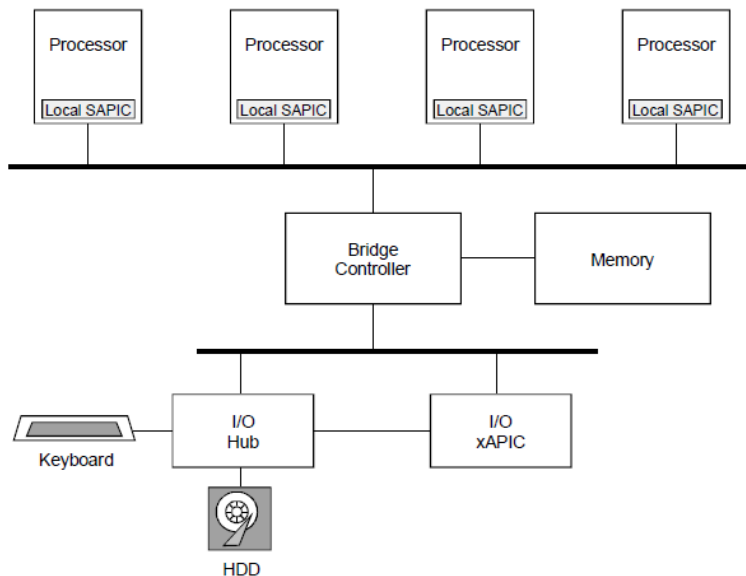 Processor
Processor
Processor
Processor
Local SAPIC
Local SAPIC
Local SAPIC
Local SAPIC
Bridge
Controller
Memory
I/O
Hub
I/O
xAPIC
Keyboard
HDD